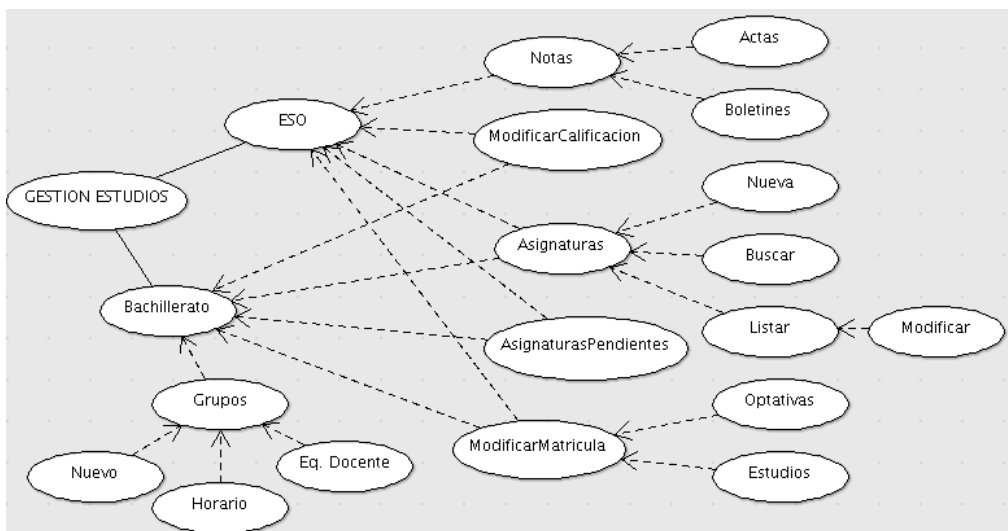 Actas
Notas
Boletines
ESO
ModificarCalificacion
Nueva
GESTION ESTUDIOS
Asignaturas
Buscar
Bachillerato
Listar
Modificar
AsignaturasPendientes
Grupos
Optativas
ModificarMatricula
Eq. Docente
Nuevo
Estudios
Horario